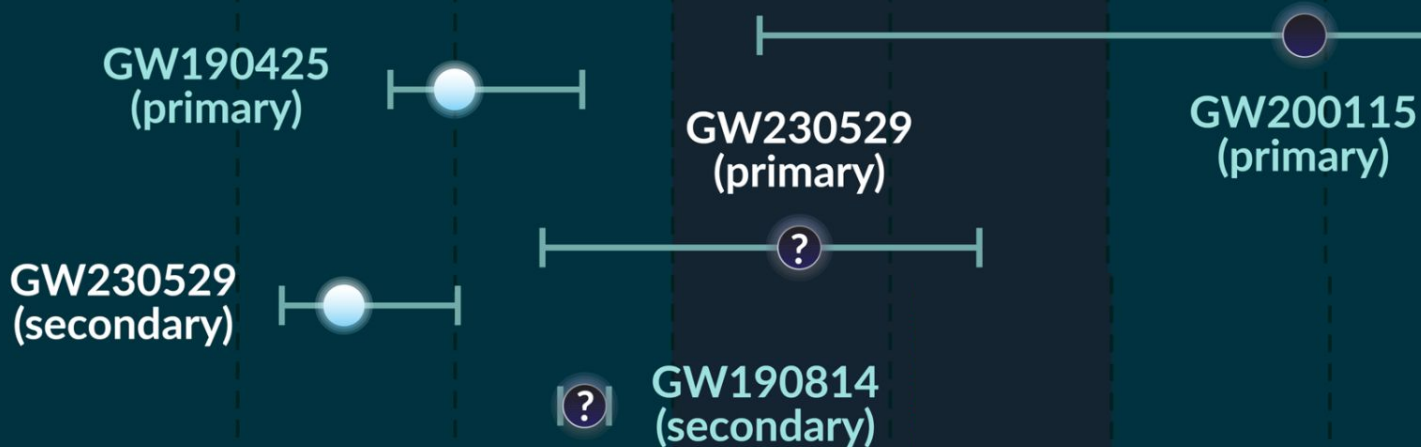 GW190425
(primary)
GW230529
(primary)
GW200115
(primary)
?
GW230529
(secondary)
?
GW190814
(secondary)